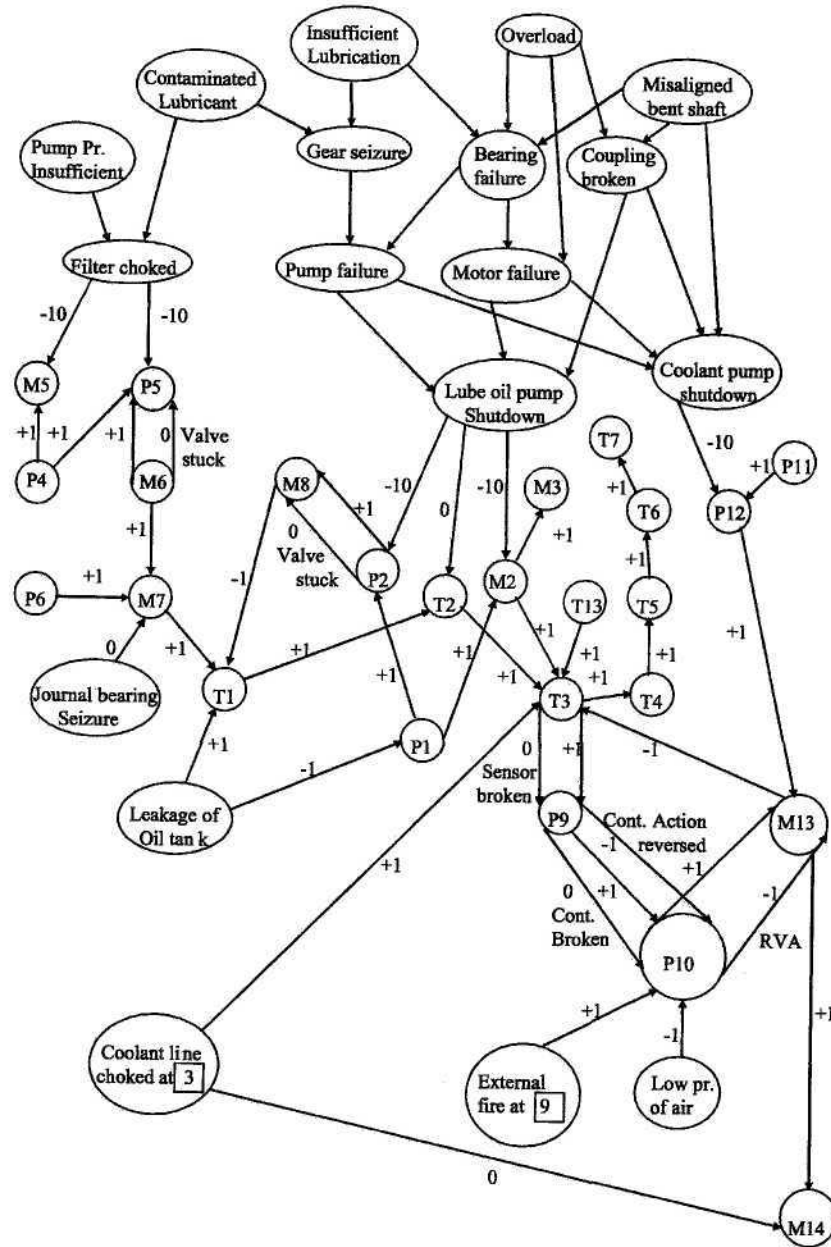 Insufficient
Lubrication
Overload
Contaminated
Lubricant
Misaligned
bent shaft
Pump Pr.
Insufficient
Gear seizure
Bearing
failure
Coupling
broken
Filter choked
Pump failure
Motor failure
-10
-10
M5
P5
Lube oil pump
Shutdown
Coolant pump
shutdown
+1
+1
+1
0
Valve
stuck
T7
-10
P4
M6
M8
+1
-10
0
-10
M3
+1
T6
+1
P11
P12
+1
0
Valve
stuck
+1
+1
P6
+1
M7
-1
P2
T2
M2
T13
T5
+1
0
+1
+1
+1
+1
+1
+1
Journal bearing
Seizure
T1
+1
+1
T3
+1
T4
+1
P1
0
+1
-1
-1
Sensor
broken
Leakage of
Oil tan k
P9
Cont. Action
reversed
M13
+1
-1
0
+1
+1
-1
Cont.
Broken
RVA
P10
+1
-1
+1
Coolant line
choked at 3
External
fire at 9
Low pr.
of air
0
M14